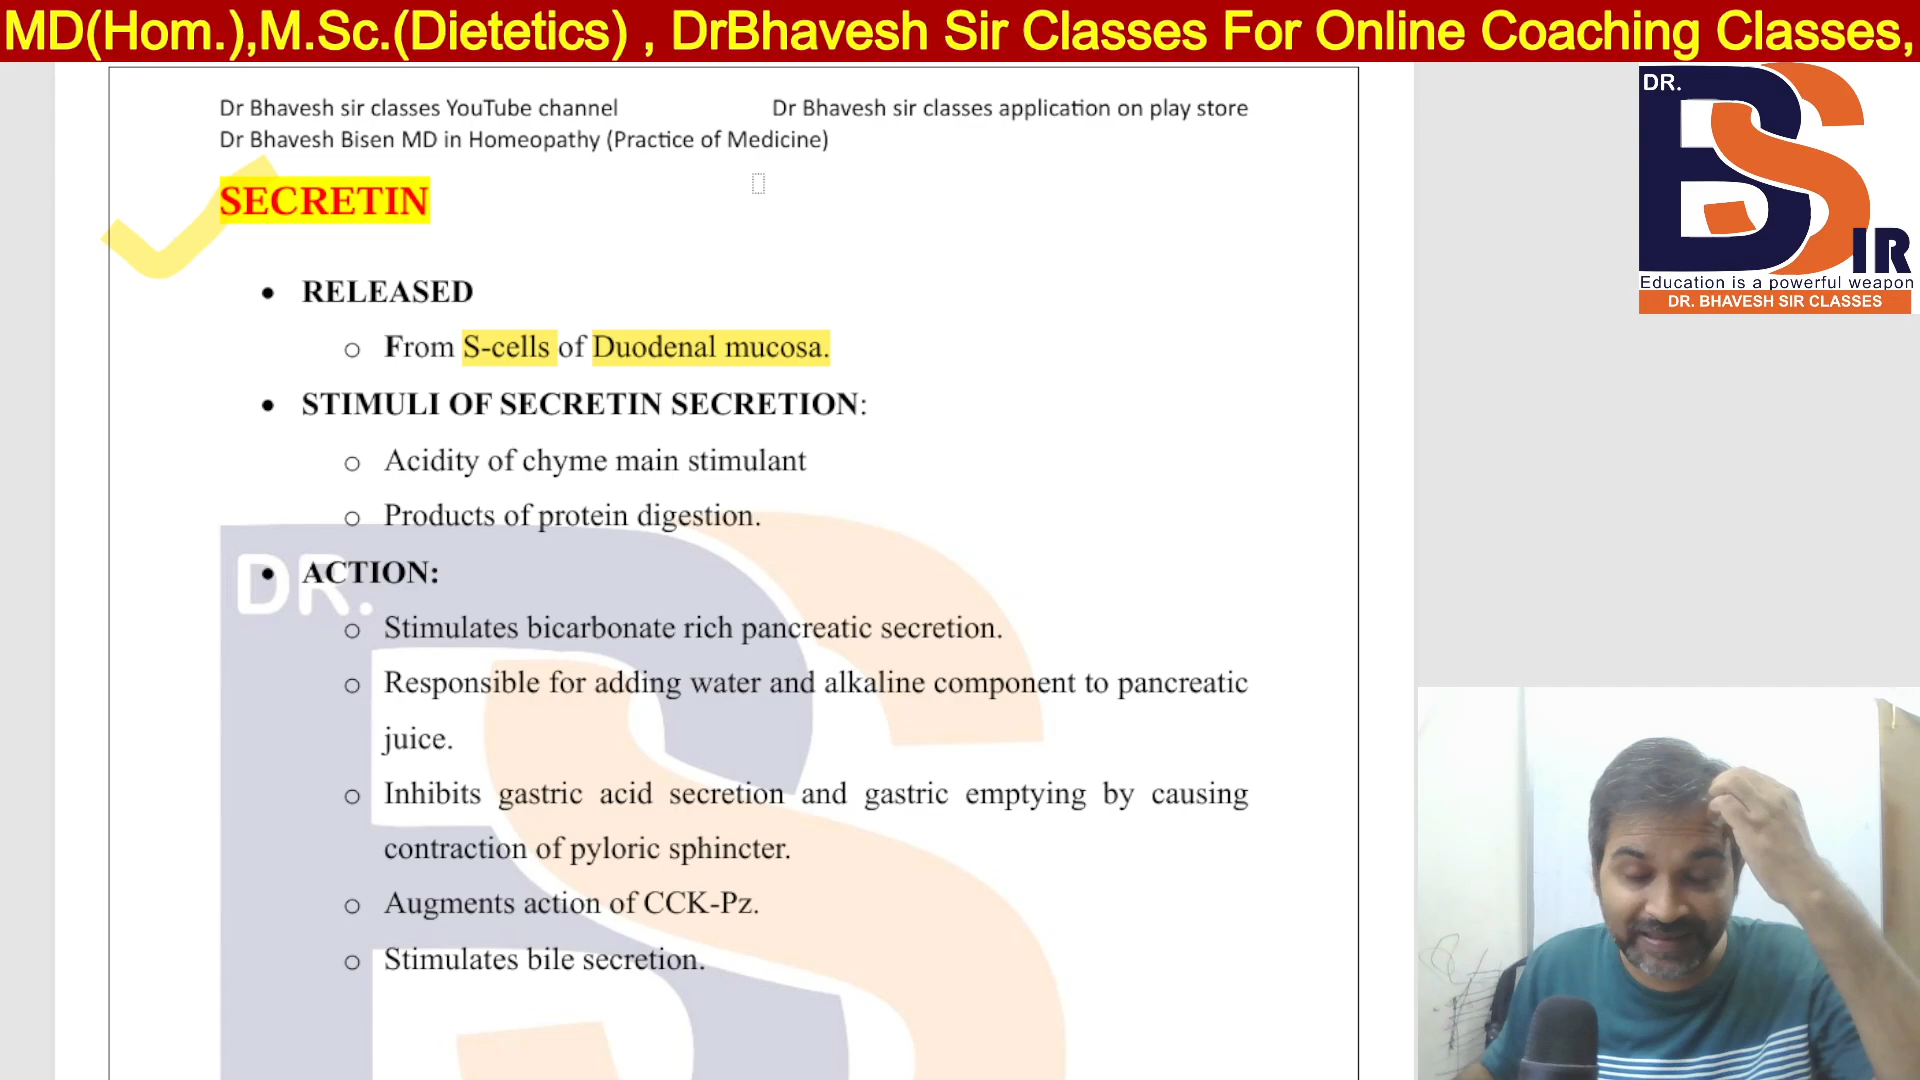 MD(Hom.),M.Sc.(Dietetics) , DrBhavesh Sir Classes For Online Coaching Classes,
Dr Bhavesh sir classes YouTube channel Dr Bhavesh sir classes application on play store
Dr Bhavesh Bisen MD in Homeopathy (Practice of Medicine)
SECRETIN
• RELEASED
o From S-cells of Duodenal mucosa.
• STIMULI OF SECRETIN SECRETION:
o Acidity of chyme main stimulant
o Products of protein digestion.
• ACTION:
o Stimulates bicarbonate rich pancreatic secretion.
o Responsible for adding water and alkaline component to pancreatic
juice.
o Inhibits gastric acid secretion and gastric emptying by causing
contraction of pyloric sphincter.
o Augments action of CCK-Pz.
o Stimulates bile secretion.
DR.
BS
DR.
BS
IR
Education is a powerful weapon
DR. BHAVESH SIR CLASSES